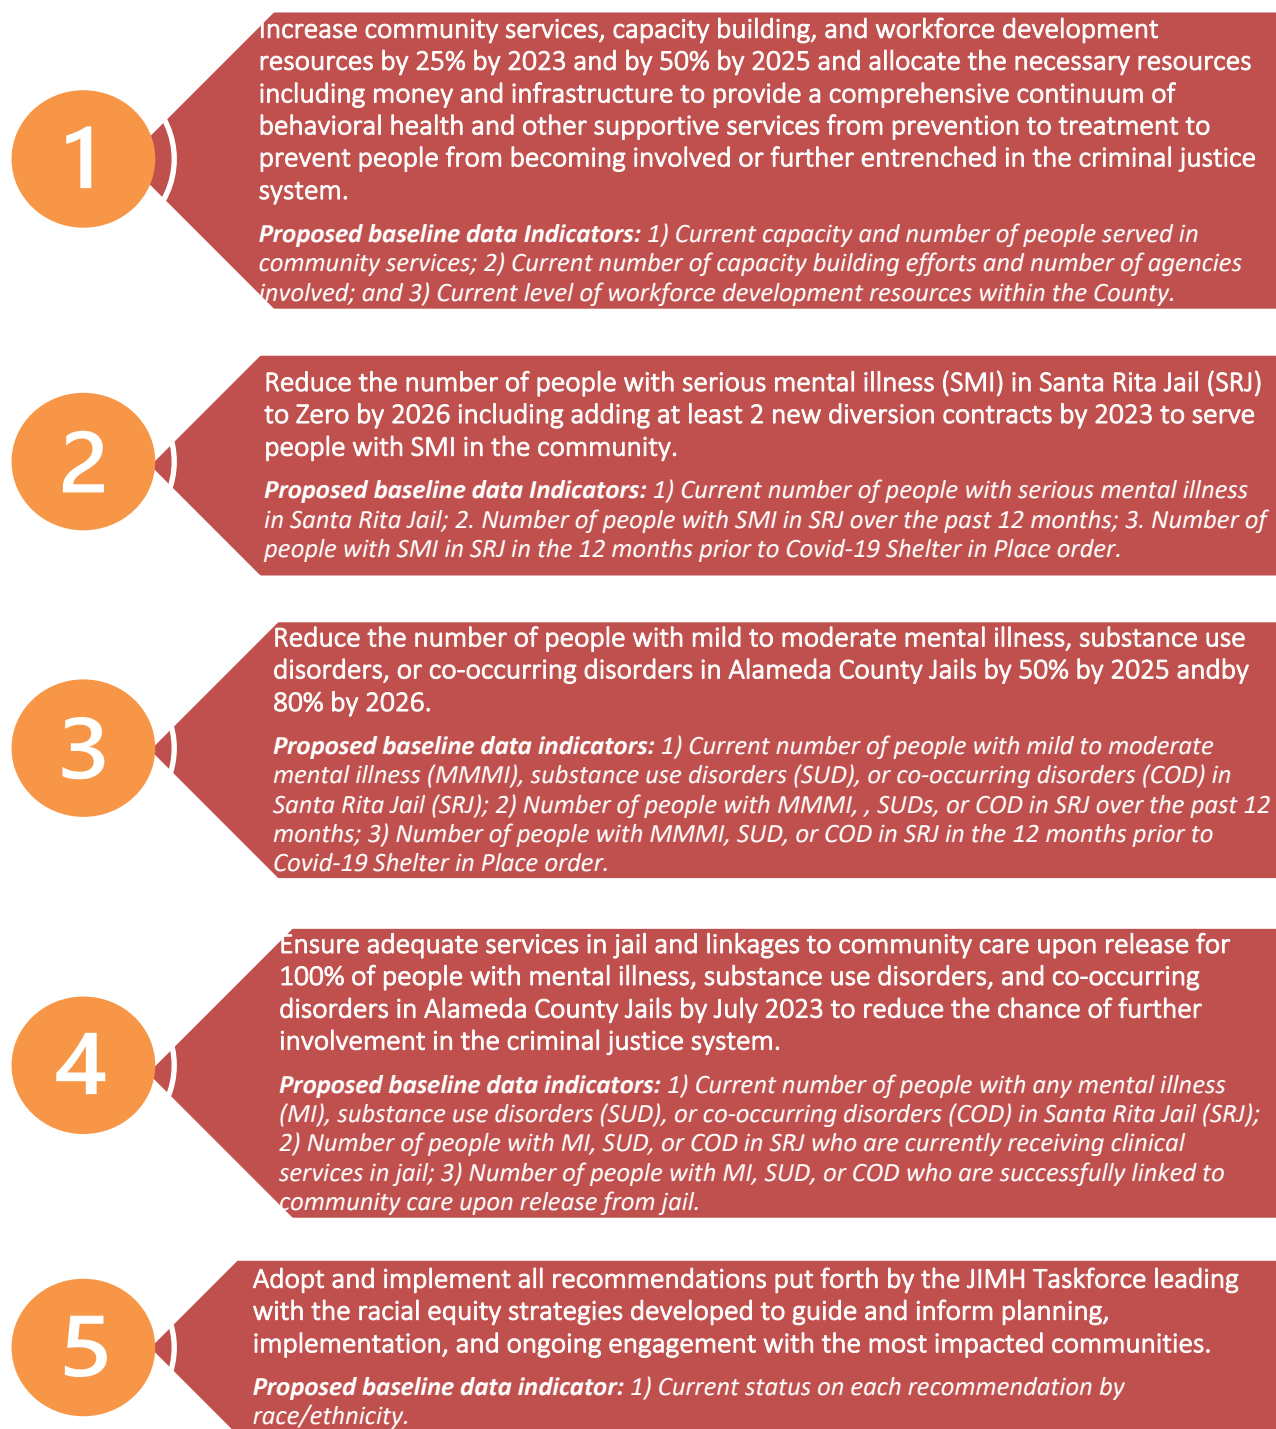 1
Increase community services, capacity building, and workforce development
resources by 25% by 2023 and by 50% by 2025 and allocate the necessary resources
including money and infrastructure to provide a comprehensive continuum of
behavioral health and other supportive services from prevention to treatment to
prevent people from becoming involved or further entrenched in the criminal justice
system.
Proposed baseline data Indicators: 1) Current capacity and number of people served in
community services; 2) Current number of capacity building efforts and number of agencies
involved; and 3) Current level of workforce development resources within the County.
2
Reduce the number of people with serious mental illness (SMI) in Santa Rita Jail (SRJ)
to Zero by 2026 including adding at least 2 new diversion contracts by 2023 to serve
people with SMI in the community.
Proposed baseline data Indicators: 1) Current number of people with serious mental illness
in Santa Rita Jail; 2. Number of people with SMI in SRJ over the past 12 months; 3. Number of
people with SMI in SRJ in the 12 months prior to Covid-19 Shelter in Place order.
3
Reduce the number of people with mild to moderate mental illness, substance use
disorders, or co-occurring disorders in Alameda County Jails by 50% by 2025 andby
80% by 2026.
Proposed baseline data indicators: 1) Current number of people with mild to moderate
mental illness (MMMI), substance use disorders (SUD), or co-occurring disorders (COD) in
Santa Rita Jail (SRJ); 2) Number of people with MMMI, , SUDs, or COD in SRJ over the past 12
months; 3) Number of people with MMMI, SUD, or COD in SRJ in the 12 months prior to
Covid-19 Shelter in Place order.
4
Ensure adequate services in jail and linkages to community care upon release for
100% of people with mental illness, substance use disorders, and co-occurring
disorders in Alameda County Jails by July 2023 to reduce the chance of further
involvement in the criminal justice system.
Proposed baseline data indicators: 1) Current number of people with any mental illness
(MI), substance use disorders (SUD), or co-occurring disorders (COD) in Santa Rita Jail (SRJ);
2) Number of people with MI, SUD, or COD in SRJ who are currently receiving clinical
services in jail; 3) Number of people with MI, SUD, or COD who are successfully linked to
community care upon release from jail.
5
Adopt and implement all recommendations put forth by the JIMH Taskforce leading
with the racial equity strategies developed to guide and inform planning,
implementation, and ongoing engagement with the most impacted communities.
Proposed baseline data indicator: 1) Current status on each recommendation by
race/ethnicity.